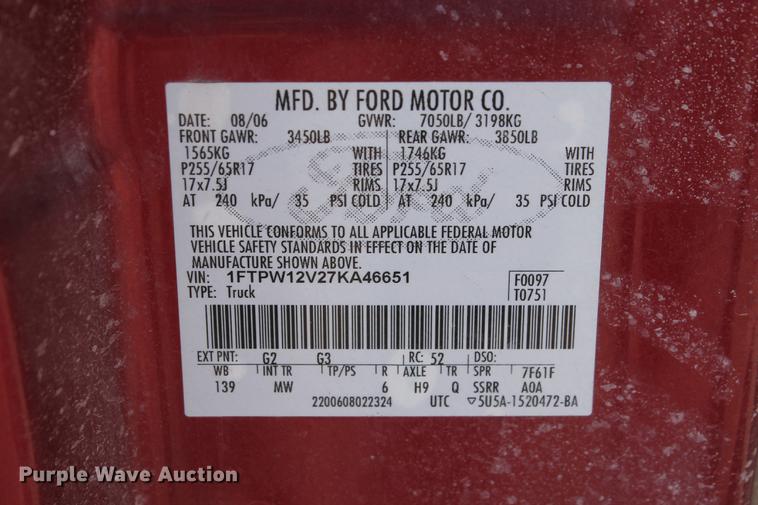 MFD. BY FORD MOTOR CO.
DATE: 08/06 GVWR: 7050LB/ 3198KG
FRONT GAWR: 3450LB REAR GAWR: 3850LB
1565KG WITH 1746KG WITH
P255/65R17 TIRES P255/65R17 TIRES
17x7.5J RIMS 17x7.5J RIMS
AT 240 kPa/ 35 PSI COLD AT 240 kPa/ 35 PSI COLD
THIS VEHICLE CONFORMS TO ALL APPLICABLE FEDERAL MOTOR
VEHICLE SAFETY STANDARDS IN EFFECT ON THE DATE OF
MANUFACTURE SHOWN ABOVE.
VIN: 1FTPW12V27KA46651 F0097
TYPE: Truck T0751
EXT PNT: G2 G3 RC: 52 DSO:
WB INT TR TP/PS R AXLE TR SPR 7F61F
139 MW 6 H9 Q SSRR A0A
2200608022324 UTC ▽5U5A-1520472-BA
Purple Wave Auction